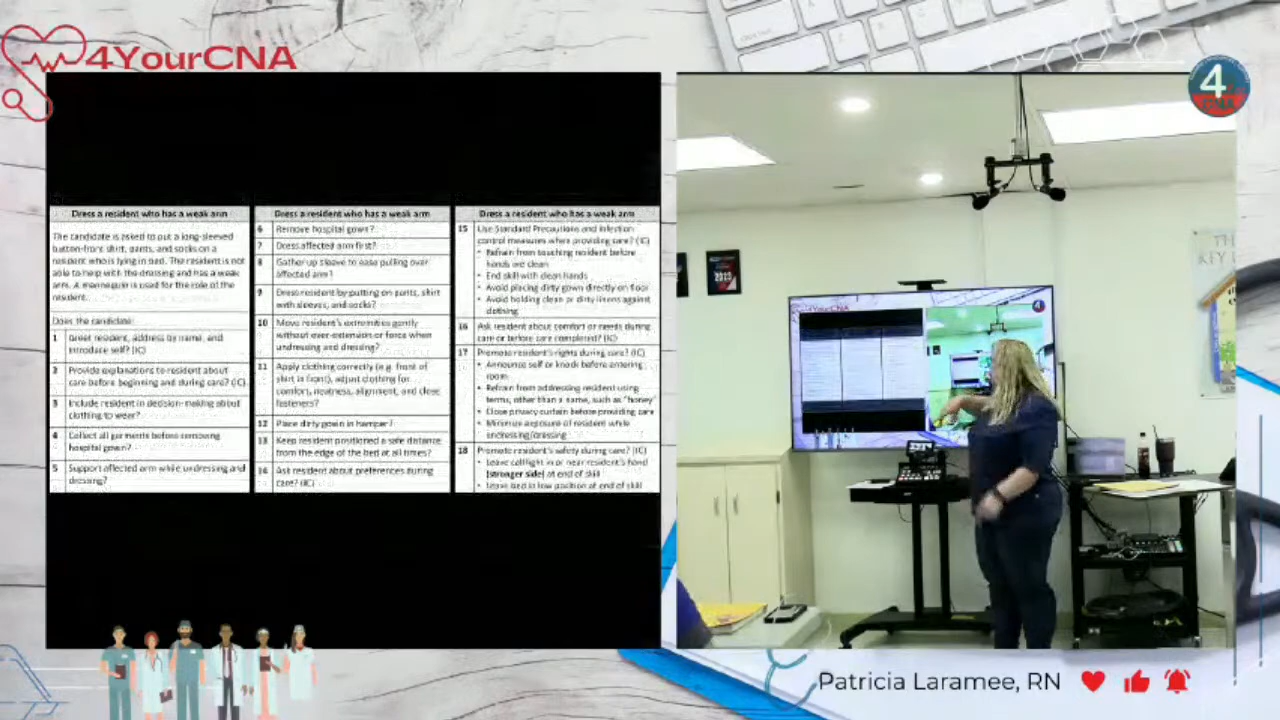 4YourCNA
4
CNA
Dress a resident who has a weak arm
The candidate is asked to put a long-sleeved
button-front shirt, pants, and socks on a
resident who is lying in bed. The resident is not
able to help with the dressing and has a weak
arm. A mannequin is used for the role of the
resident.
Does the candidate:
1 Greet resident, address by name, and
introduce self? (IC)
2 Provide explanations to resident about
care before beginning and during care? (IC)
3 Include resident in decision-making about
clothing to wear?
4 Collect all garments before removing
hospital gown?
5 Support affected arm while undressing and
dressing?
Dress a resident who has a weak arm
6 Remove hospital gown?
7 Dress affected arm first?
8 Gather up sleeve to ease pulling over
affected arm?
9 Dress resident by putting on pants, shirt
with sleeves, and socks?
10 Move resident's extremities gently
without over-extension or force when
undressing and dressing?
11 Apply clothing correctly (e.g. front of
shirt in front), adjust clothing for
comfort, neatness, alignment, and close
fasteners?
12 Place dirty gown in hamper?
13 Keep resident positioned a safe distance
from the edge of the bed at all times?
14 Ask resident about preferences during
care? (IC)
Dress a resident who has a weak arm
15 Use Standard Precautions and infection
control measures when providing care? (IC)
• Refrain from touching resident before
hands are clean
• End skill with clean hands
• Avoid placing dirty gown directly on floor
• Avoid holding clean or dirty linens against
clothing
16 Ask resident about comfort or needs during
care or before care completed? (IC)
17 Promote resident's rights during care? (IC)
• Announce self or knock before entering
room
• Refrain from addressing resident using
terms, other than a name, such as "honey"
• Close privacy curtain before providing care
• Minimize exposure of resident while
undressing/dressing
18 Promote resident's safety during care? (IC)
• Leave call light in or near resident's hand
(stronger side) at end of skill
• Leave bed in low position at end of skill
Patricia Laramee, RN